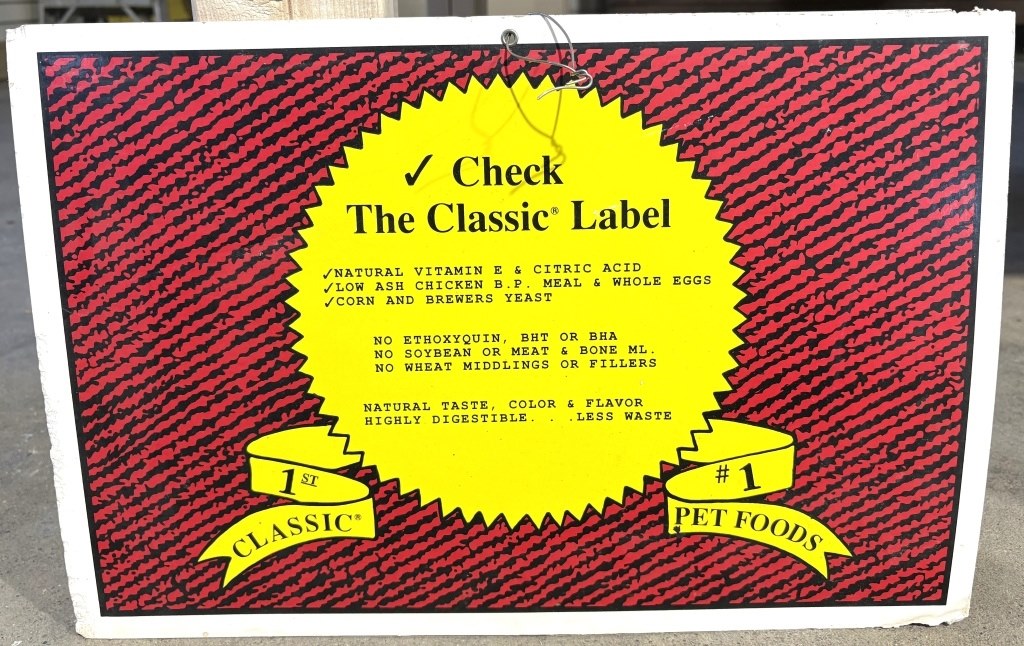 ✓ Check
The Classic® Label
✓NATURAL VITAMIN E & CITRIC ACID
✓LOW ASH CHICKEN B.P. MEAL & WHOLE EGGS
✓CORN AND BREWERS YEAST
NO ETHOXYQUIN, BHT OR BHA
NO SOYBEAN OR MEAT & BONE ML.
NO WHEAT MIDDLINGS OR FILLERS
NATURAL TASTE, COLOR & FLAVOR
HIGHLY DIGESTIBLE. . .LESS WASTE
1ST
CLASSIC®
#1
PET FOODS